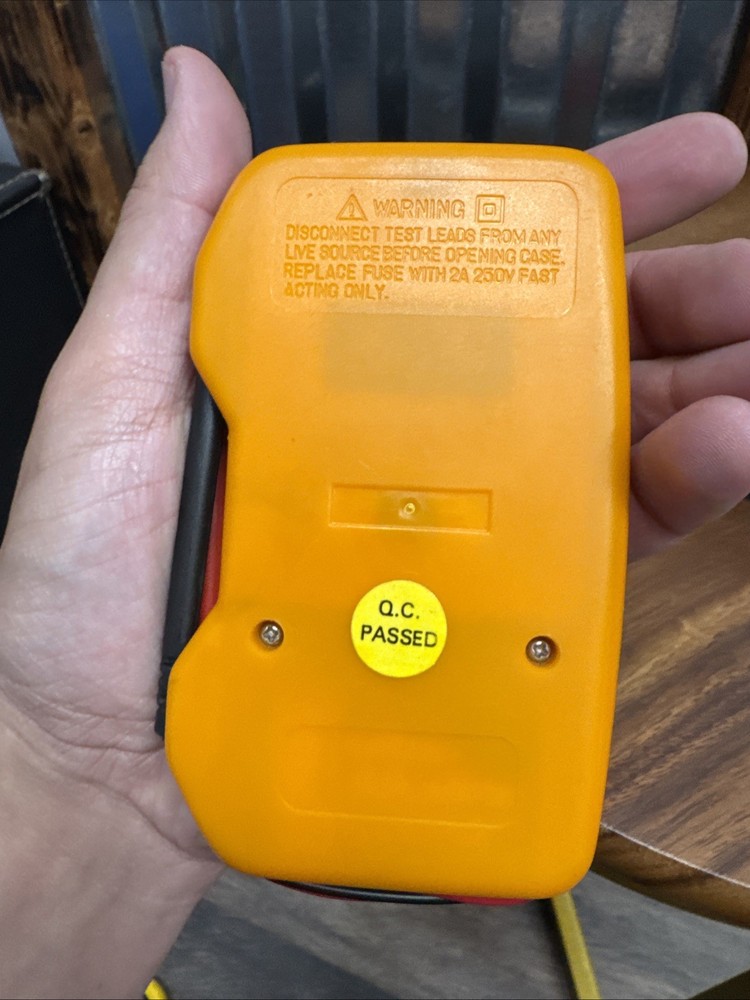 WARNING
DISCONNECT TEST LEADS FROM ANY
LIVE SOURCE BEFORE OPENING CASE.
REPLACE FUSE WITH 2A 250V FAST
ACTING ONLY.
Q.C.
PASSED